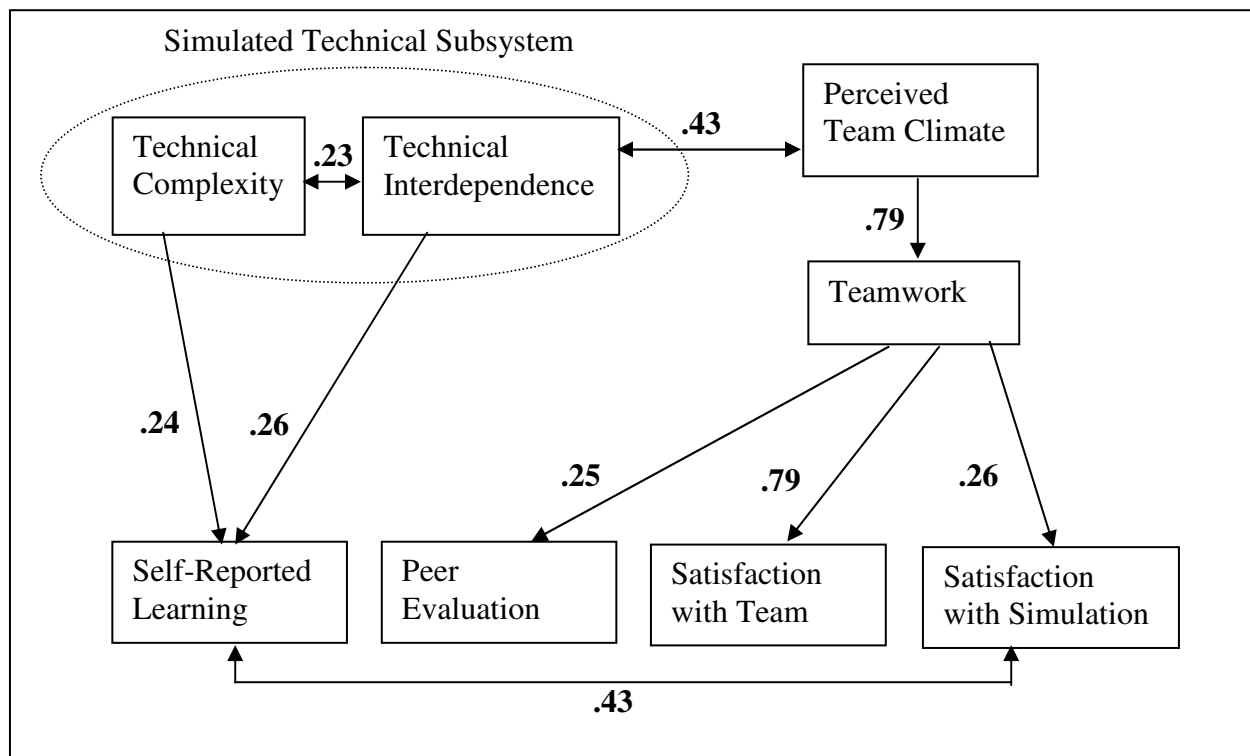 Simulated Technical Subsystem
Technical
Complexity
.23
Technical
Interdependence
.43
Perceived
Team Climate
.79
Teamwork
.24
.26
.25
.79
.26
Self-Reported
Learning
Peer
Evaluation
Satisfaction
with Team
Satisfaction
with Simulation
.43